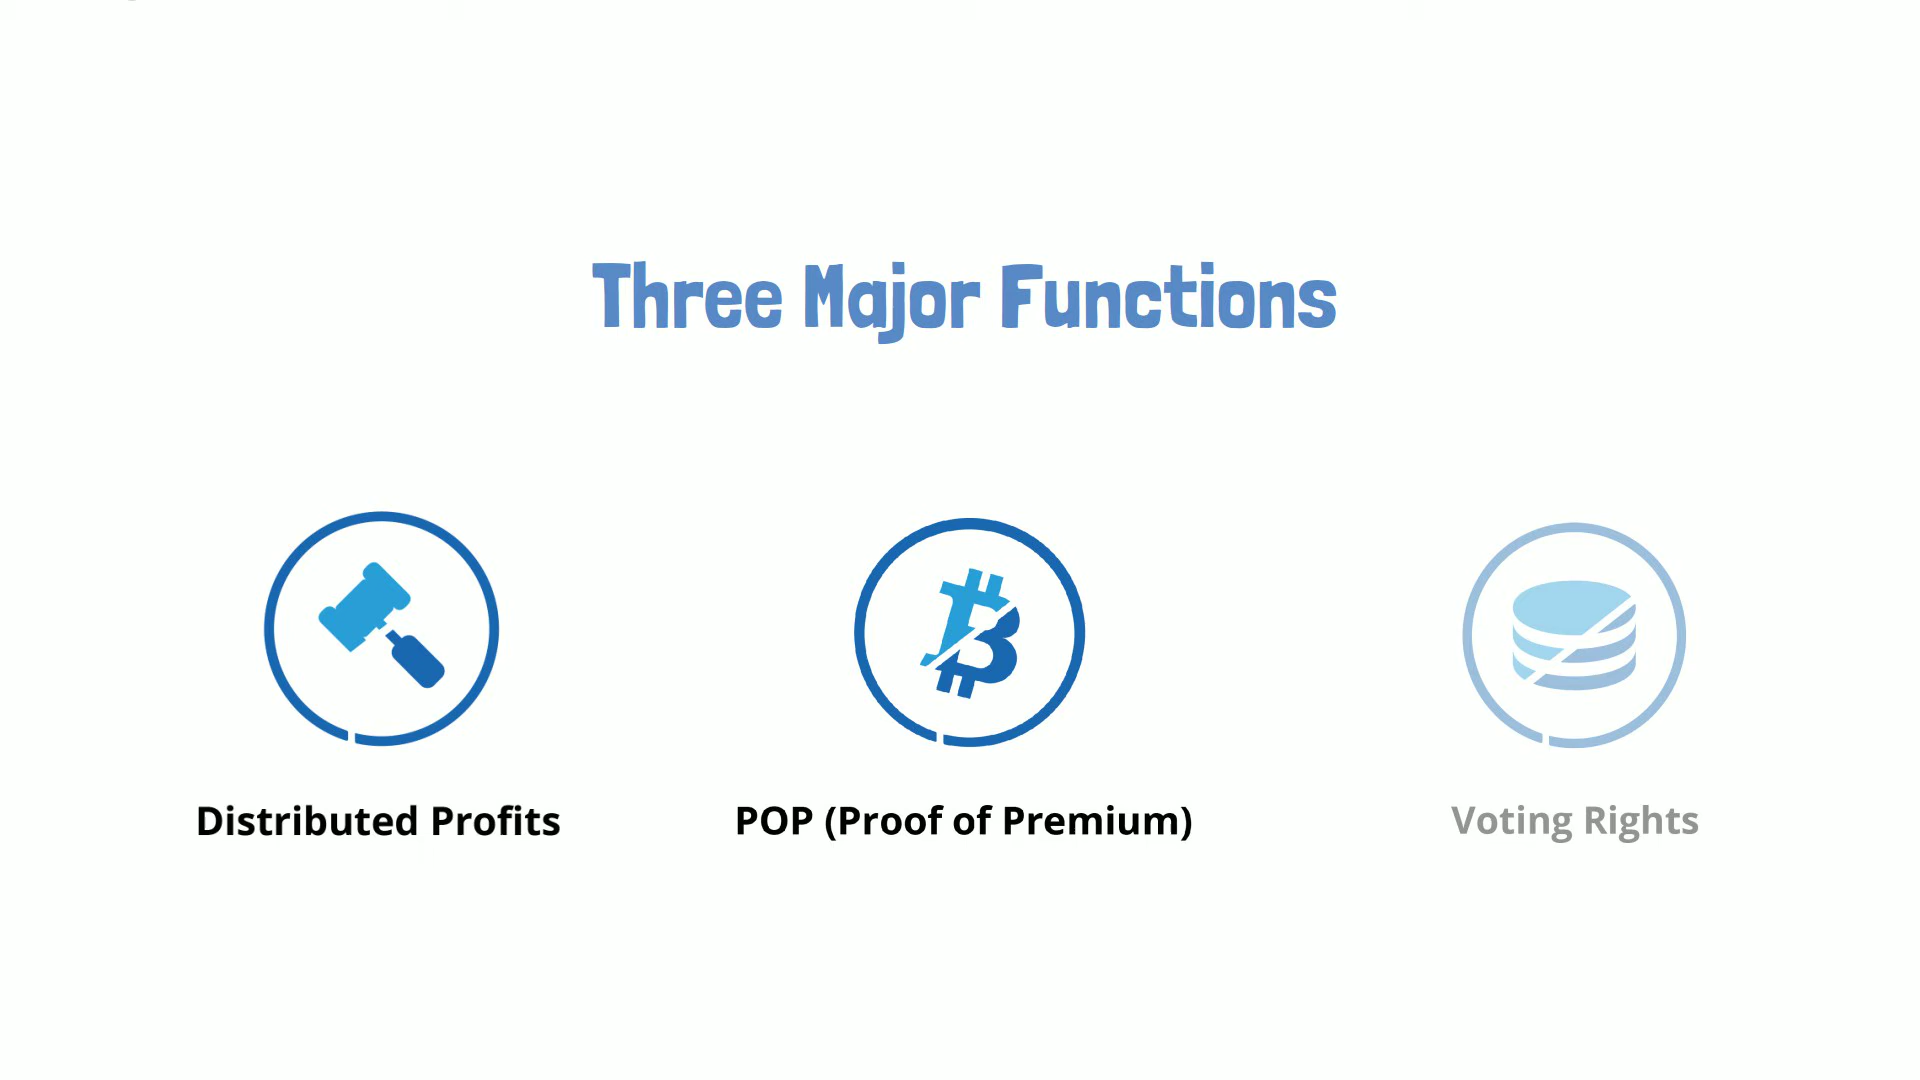 Three Major Functions
Distributed Profits
POP (Proof of Premium)
Voting Rights